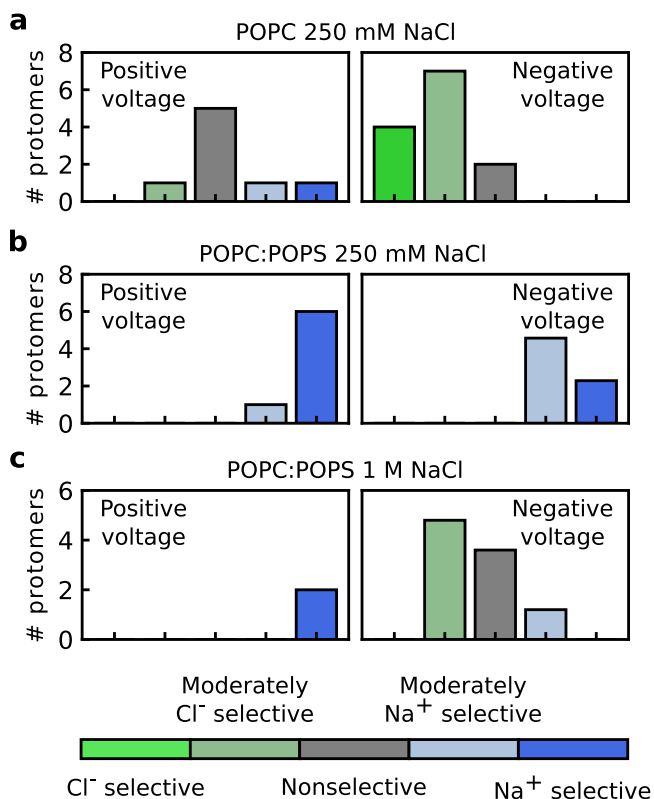 a
POPC 250 mM NaCl
# protomers
8
6
4
2
0
Positive
voltage
Negative
voltage
b
POPC:POPS 250 mM NaCl
# protomers
8
6
4
2
0
Positive
voltage
Negative
voltage
c
POPC:POPS 1 M NaCl
# protomers
6
4
2
0
Positive
voltage
Negative
voltage
Moderately
Cl⁻ selective
Moderately
Na⁺ selective
Cl⁻ selective
Nonselective
Na⁺ selective